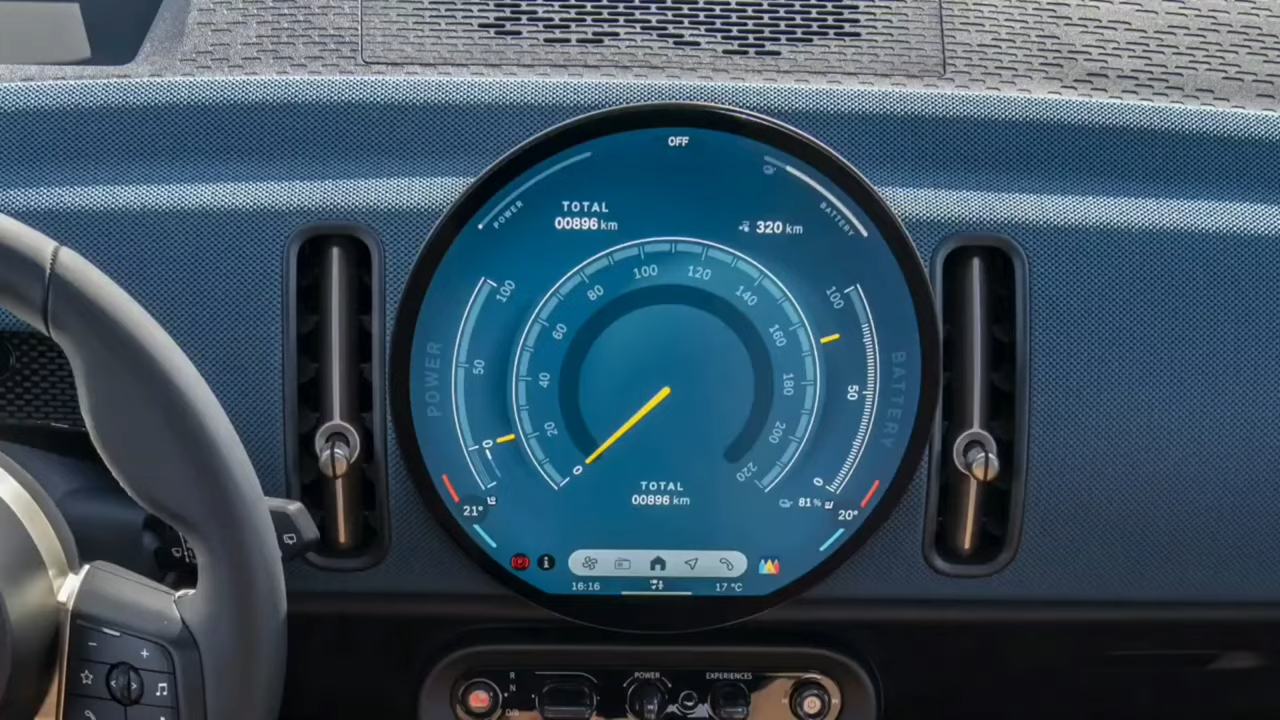 OFF
POWER
BATTERY
TOTAL
00896 km
320 km
POWER
100
50
0
0
20
40
60
80
100
120
140
160
180
200
220
100
50
0
BATTERY
TOTAL
00896 km
81 %
21°
20°
16:16
17 °C
- +
R
N
D/B
POWER
EXPERIENCES